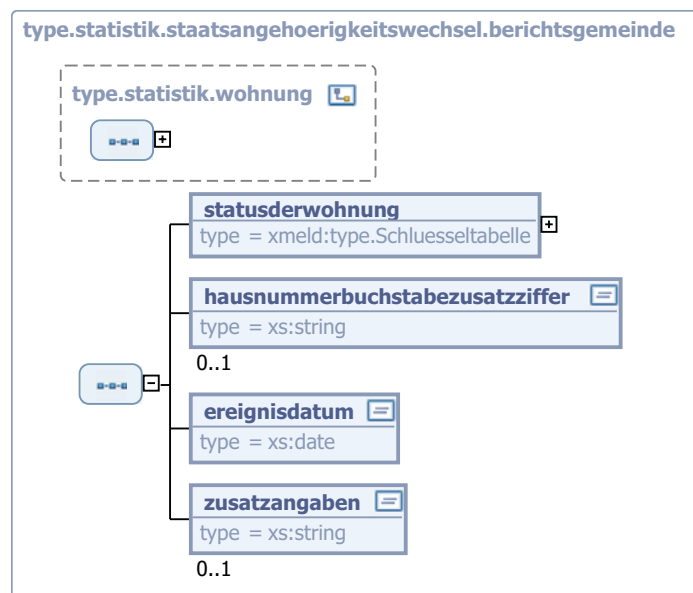 type.statistik.staatsangehoerigkeitswechsel.berichtsgemeinde
type.statistik.wohnung
statusderwohnung
type = xmeld:type.Schluesseltabelle
hausnummerbuchstabezusatzziffer
type = xs:string
0..1
ereignisdatum
type = xs:date
zusatzangaben
type = xs:string
0..1